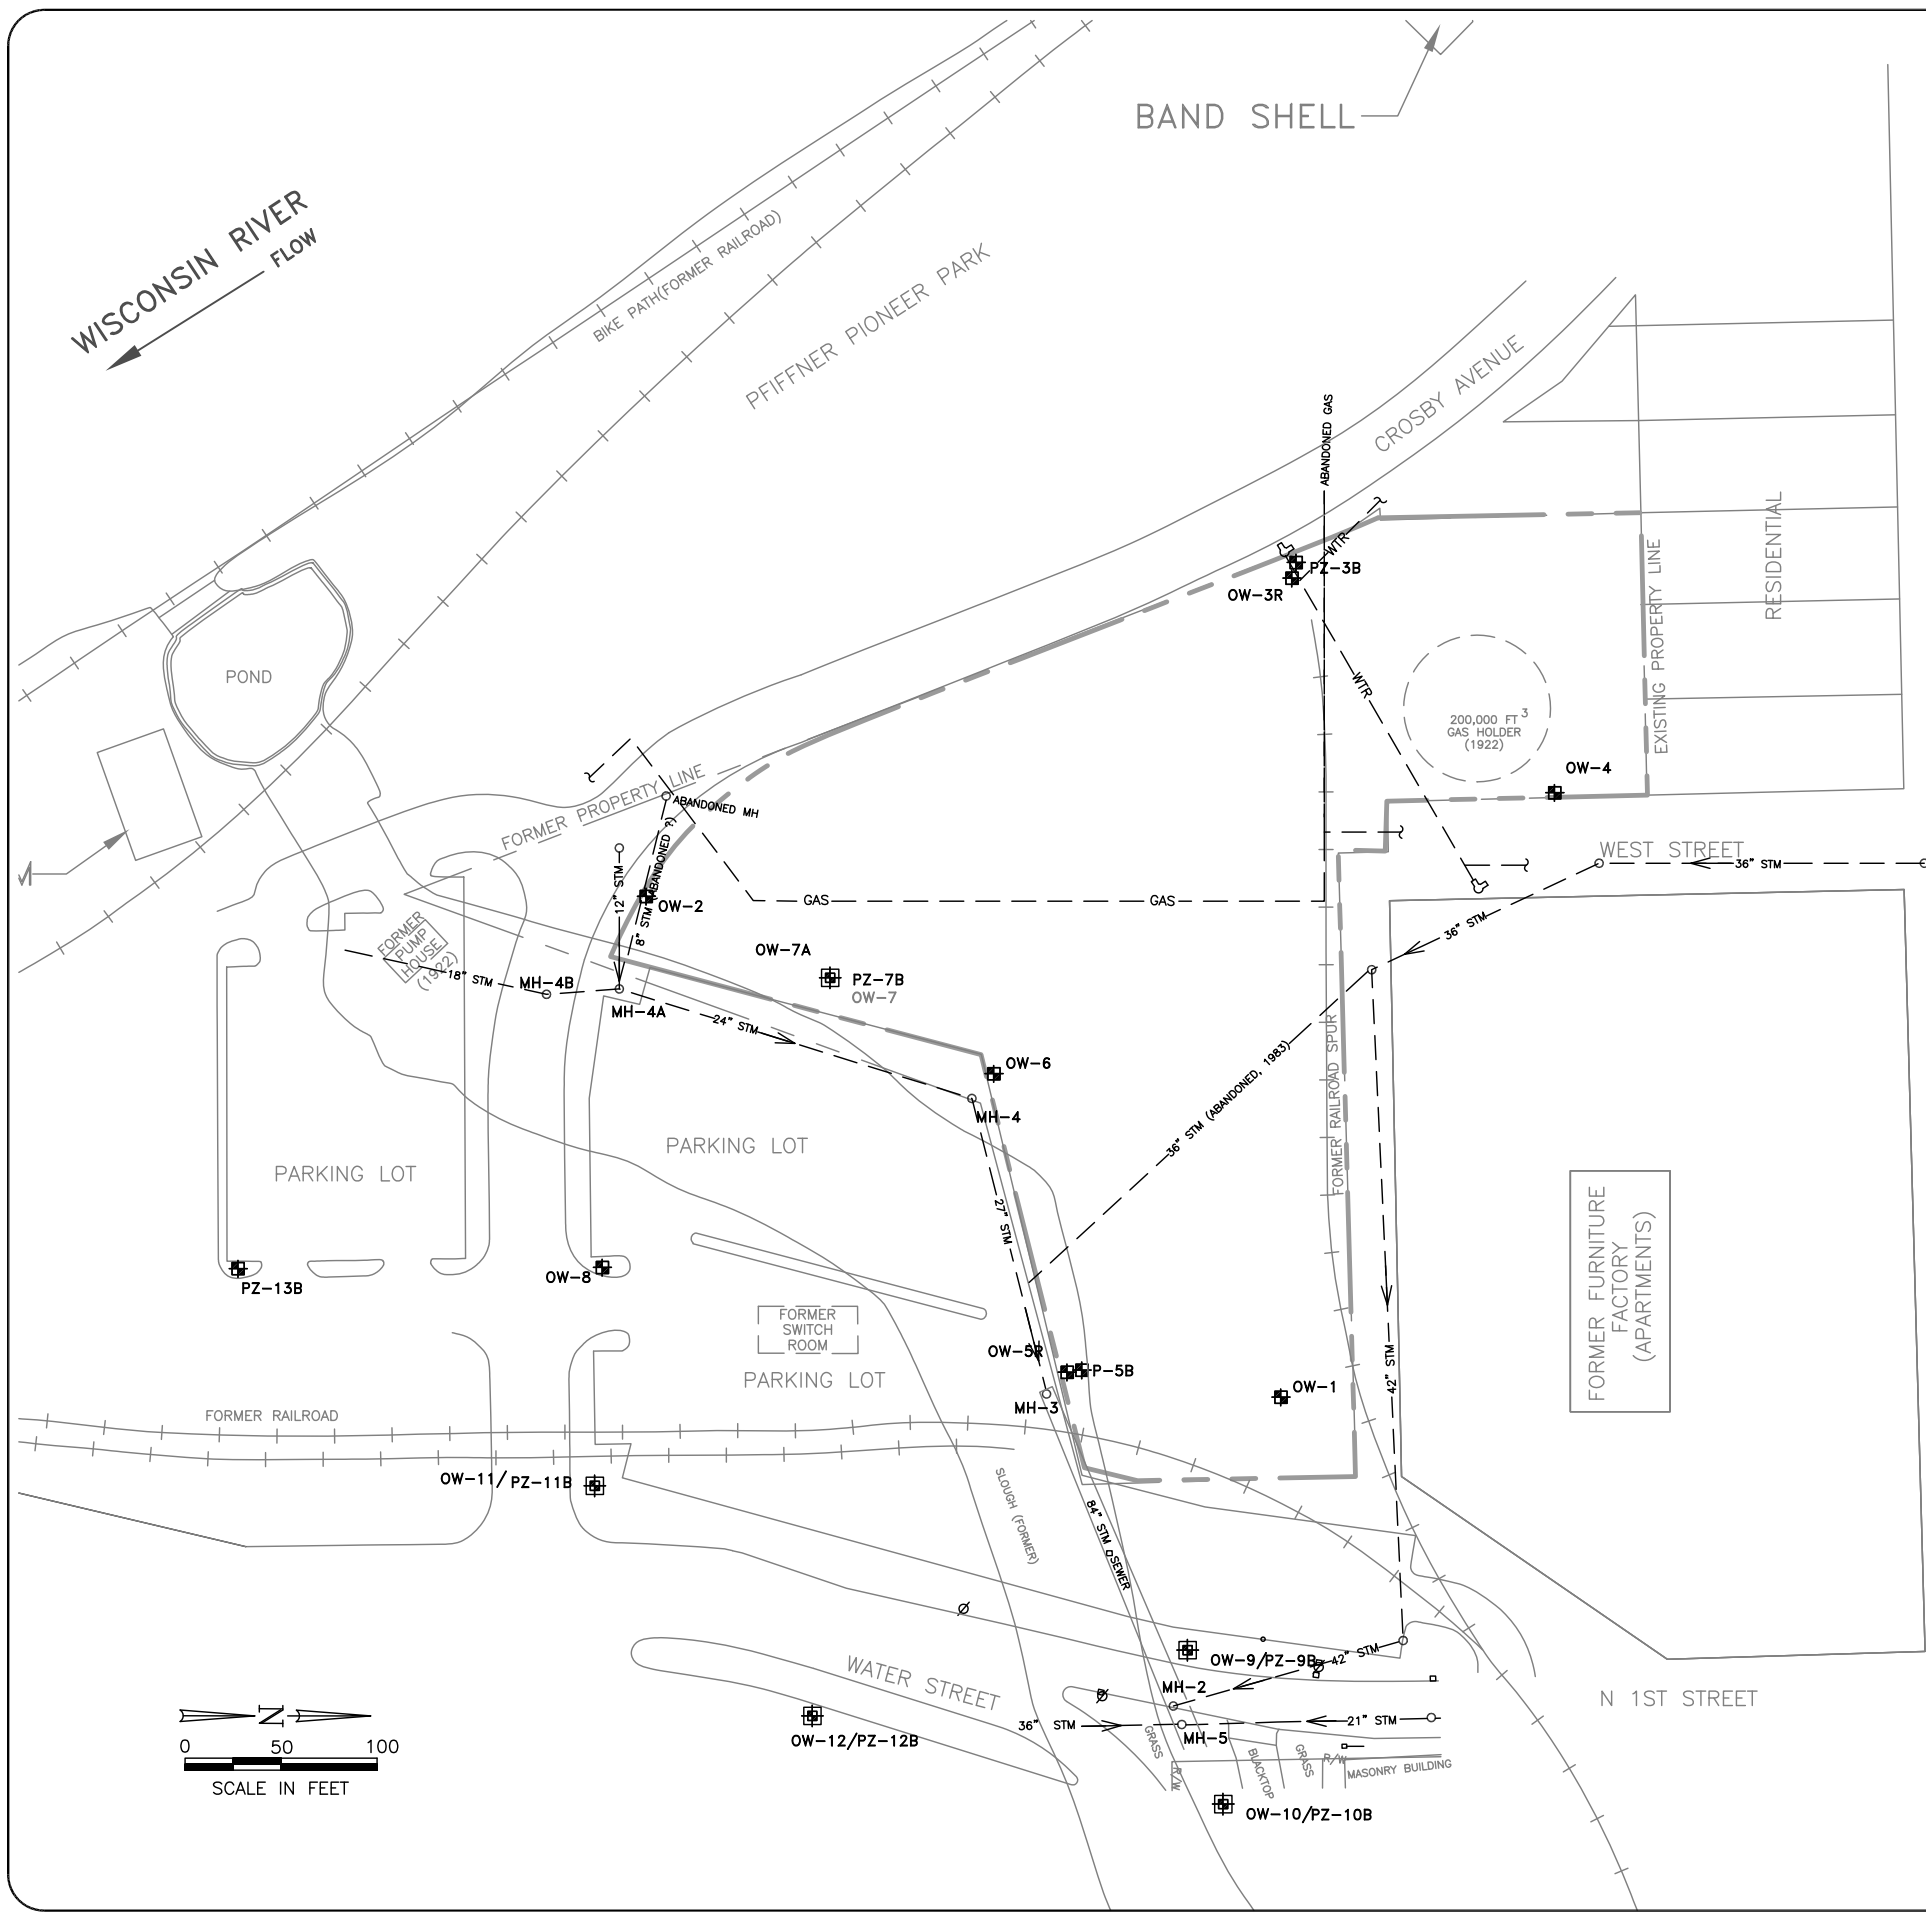 BAND SHELL
WISCONSIN RIVER
FLOW
BIKE PATH(FORMER RAILROAD)
PFIFFNER PIONEER PARK
CROSBY AVENUE
ABANDONED GAS
WTR
PZ-3B
OW-3R
WTR
EXISTING PROPERTY LINE
RESIDENTIAL
POND
200,000 FT 3
GAS HOLDER
(1922)
OW-4
FORMER PROPERTY LINE
ABANDONED MH
12" STM
8" STM (ABANDONED ?)
OW-2
GAS
GAS
WEST STREET
36" STM
36" STM
FORMER
PUMP
HOUSE
(1922)
18" STM
MH-4B
MH-4A
OW-7A
PZ-7B
OW-7
24" STM
OW-6
MH-4
36" STM (ABANDONED, 1983)
FORMER RAILROAD SPUR
PARKING LOT
PARKING LOT
27" STM
PZ-13B
OW-8
FORMER
SWITCH
ROOM
PARKING LOT
OW-5R
P-5B
MH-3
OW-1
42" STM
FORMER FURNITURE
FACTORY
(APARTMENTS)
FORMER RAILROAD
OW-11/PZ-11B
SLOUGH (FORMER)
84" STM SEWER
WATER STREET
OW-9/PZ-9B
42" STM
MH-2
36" STM
21" STM
MH-5
N 1ST STREET
OW-12/PZ-12B
GRASS
R/W
BLACKTOP
GRASS
R/W
MASONRY BUILDING
OW-10/PZ-10B
N
0 50 100
SCALE IN FEET